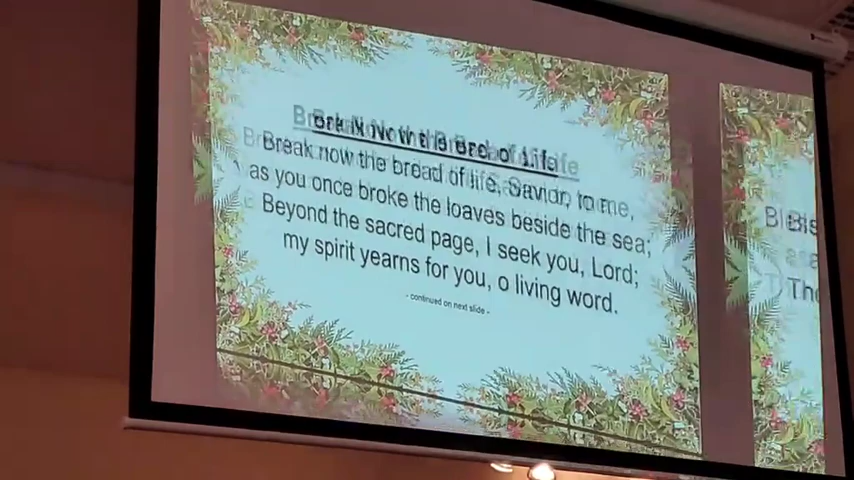 Break Now the Bread of Life
Break now the bread of life, Savior, to me,
as you once broke the loaves beside the sea;
Beyond the sacred page, I seek you, Lord;
my spirit yearns for you, o living word.
- continued on next slide -